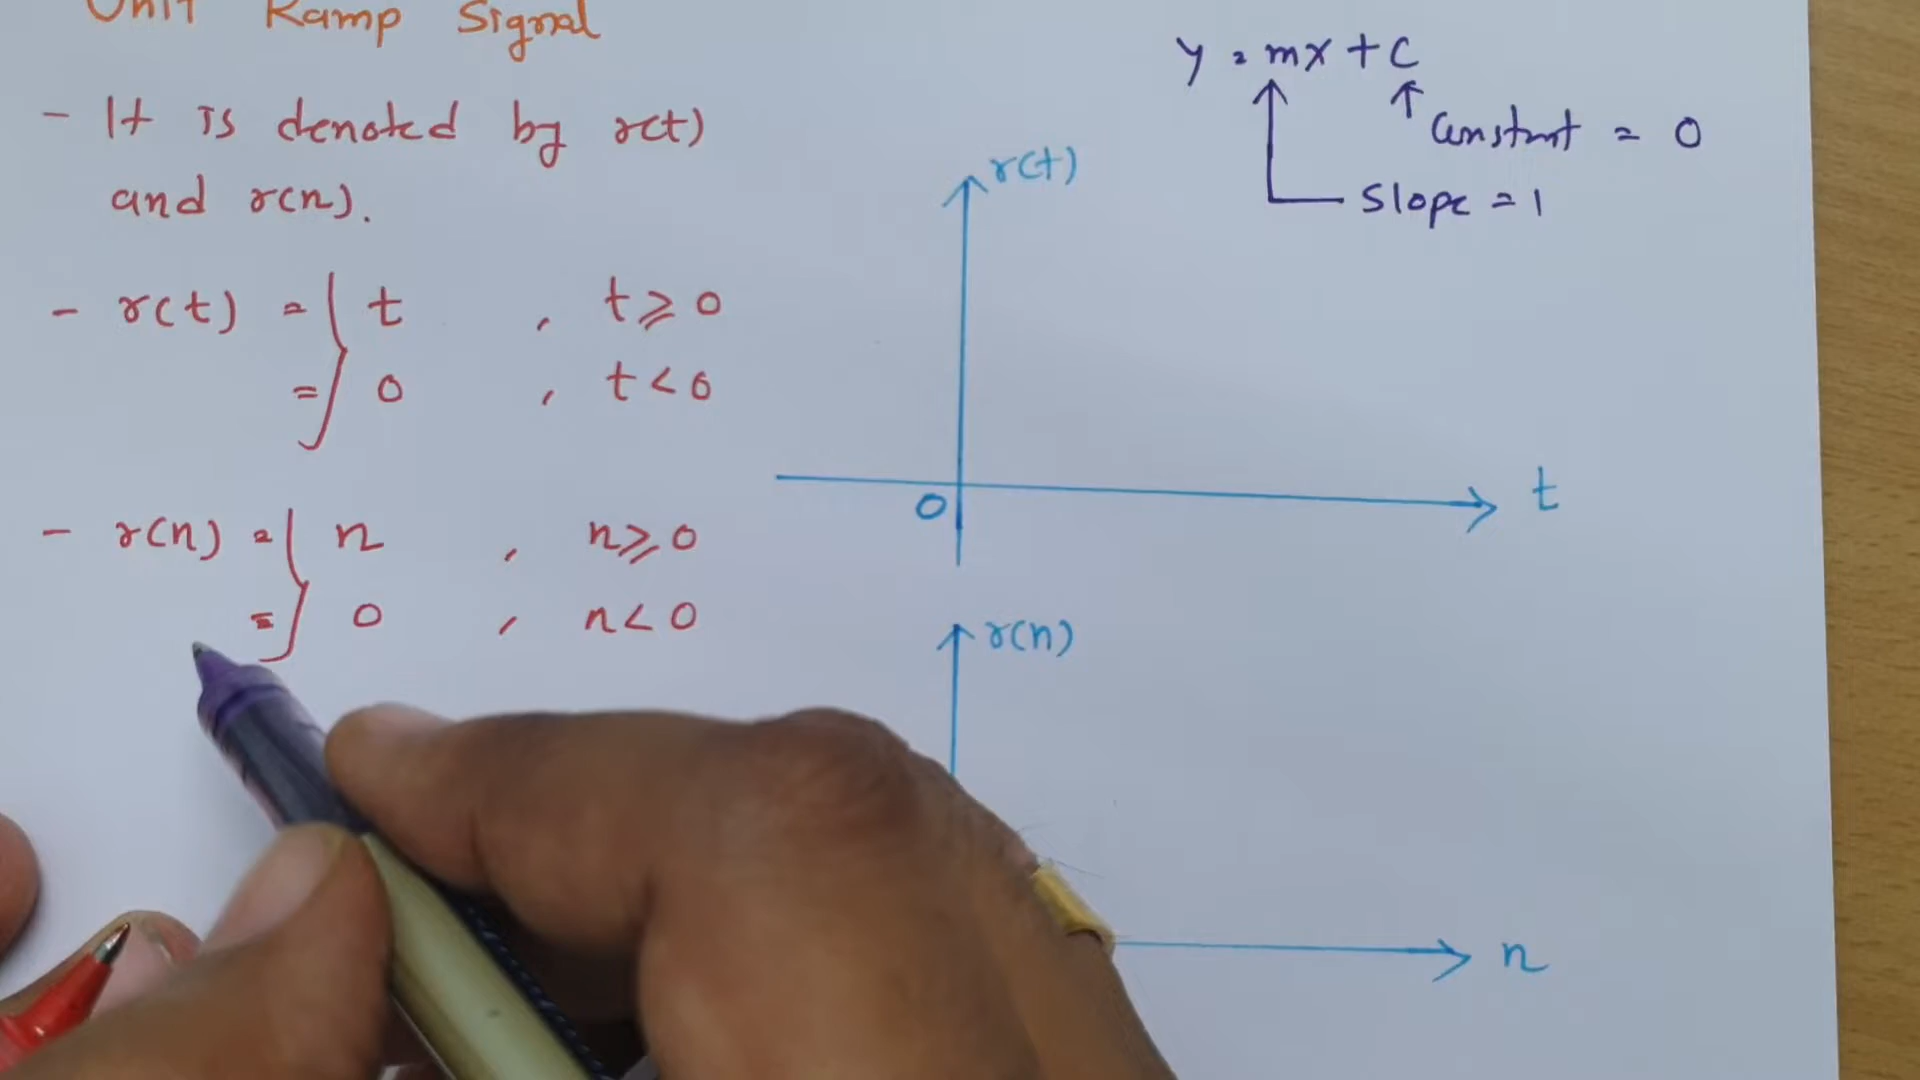 Unit Ramp Signal
- It is denoted by r(t)
and r(n).
- r(t) = { t , t ⩾ 0
= 0 , t < 0
- r(n) = { n , n ⩾ 0
= 0 , n < 0
y = mx + c
Constant = 0
Slope = 1
r(t)
0
t
r(n)
n